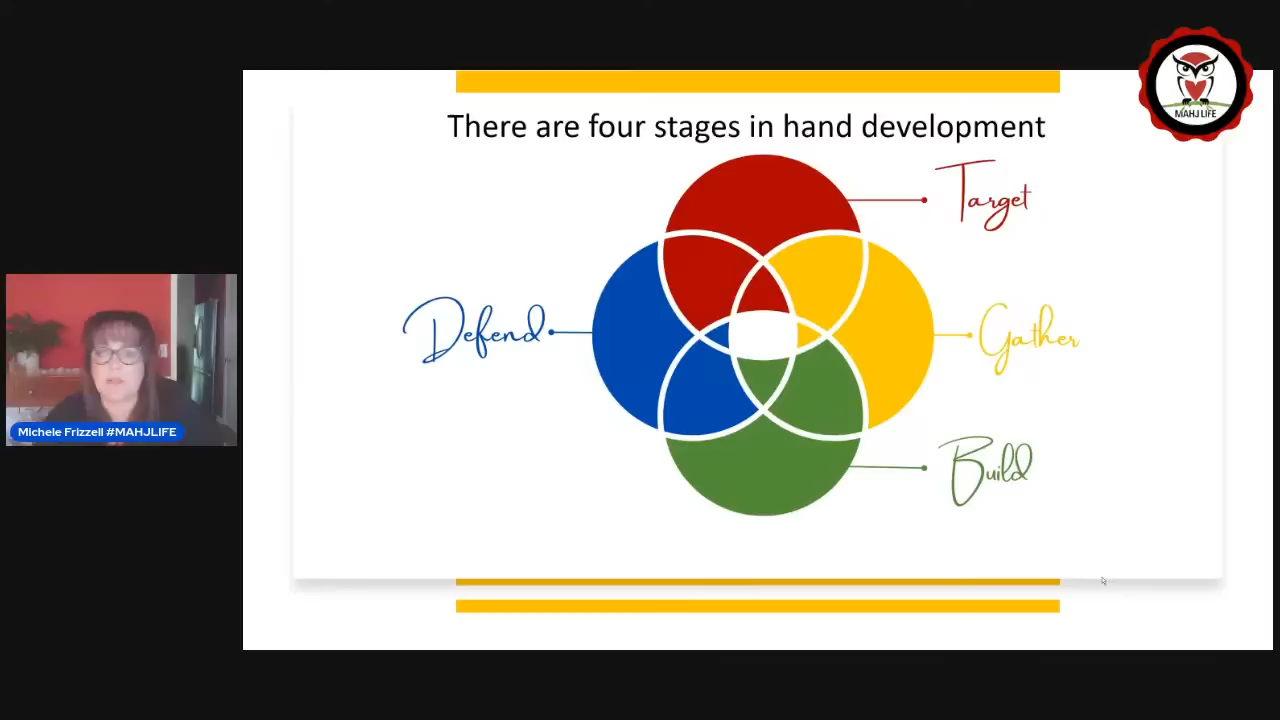 There are four stages in hand development
Target
Defend
Gather
Build
Michele Frizzell #MAHJLIFE
MAHJ LIFE